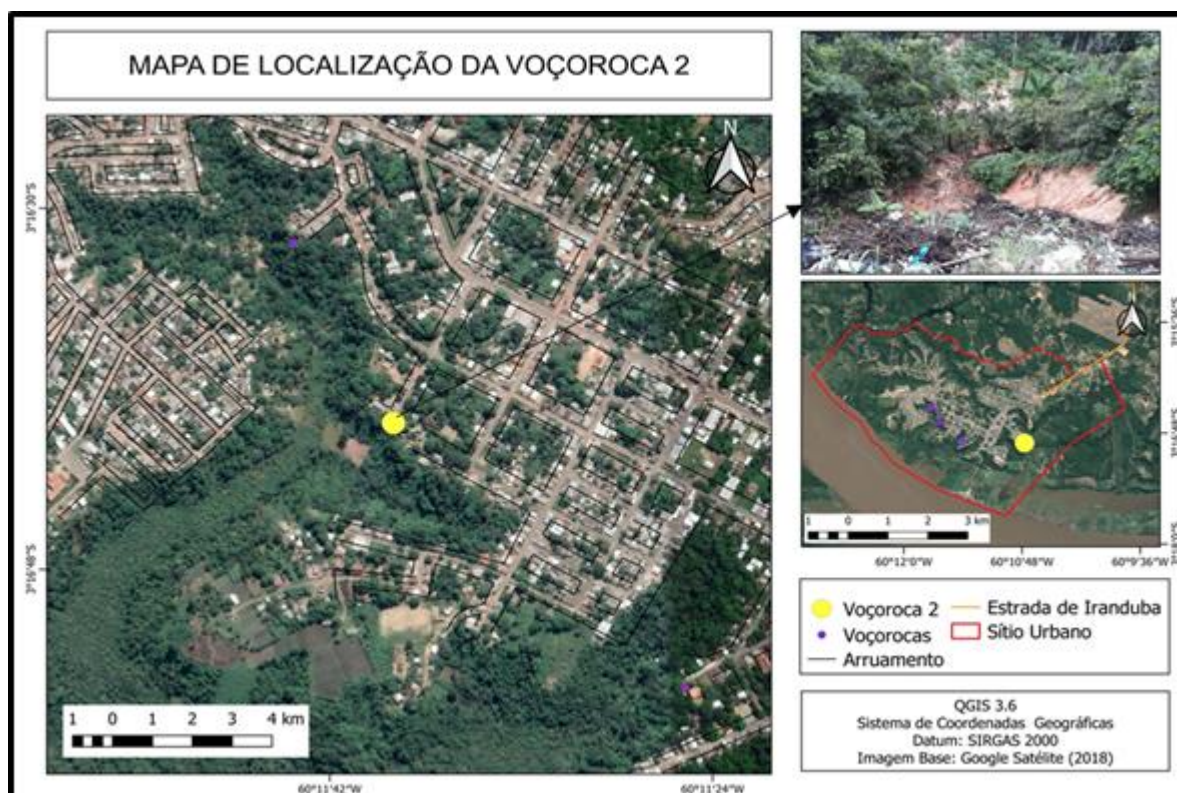 MAPA DE LOCALIZAÇÃO DA VOÇOROCA 2
N
3°16'30"S
3°16'48"S
1 0 1 2 3 4 km
60°11'42"W
60°11'24"W
1 0 1 2 3 km
60°12'0"W
60°10'48"W
60°9'36"W
Voçoroca 2
Estrada de Iranduba
Voçorocas
Sítio Urbano
Arruamento
QGIS 3.6
Sistema de Coordenadas Geográficas
Datum: SIRGAS 2000
Imagem Base: Google Satélite (2018)